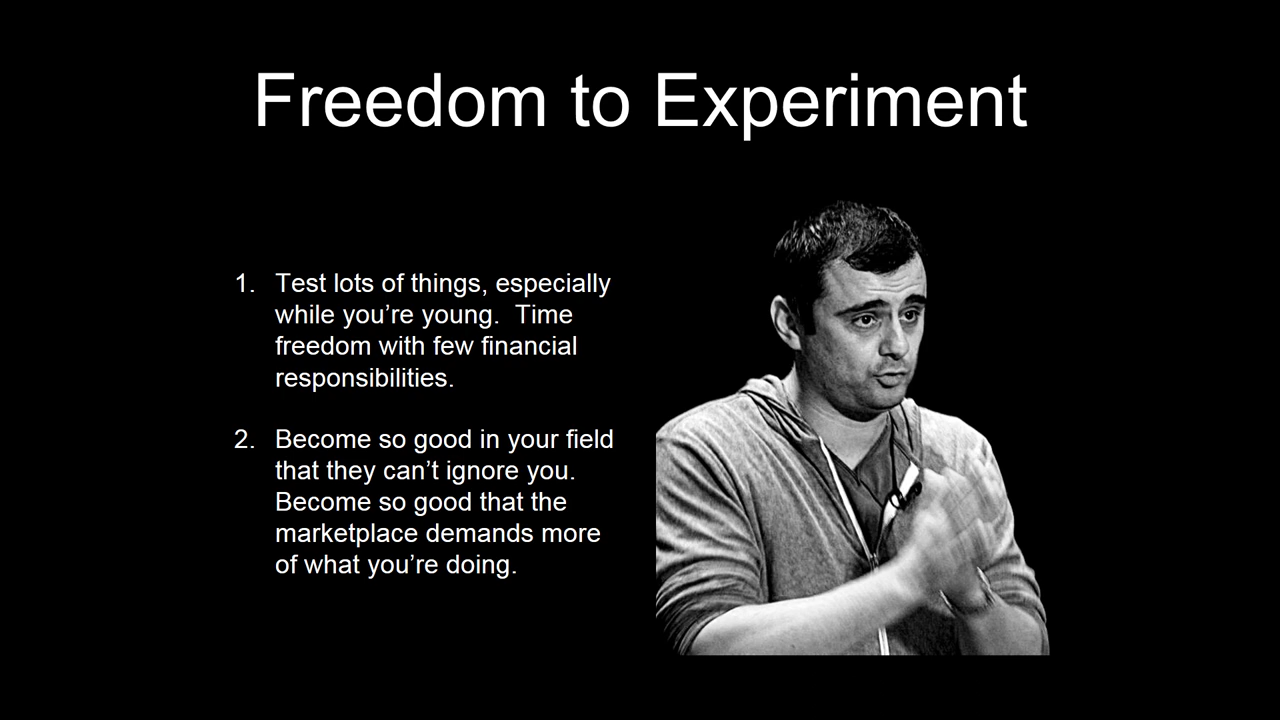 Freedom to Experiment
1. Test lots of things, especially
while you’re young.  Time
freedom with few financial
responsibilities.
2. Become so good in your field
that they can’t ignore you.
Become so good that the
marketplace demands more
of what you’re doing.